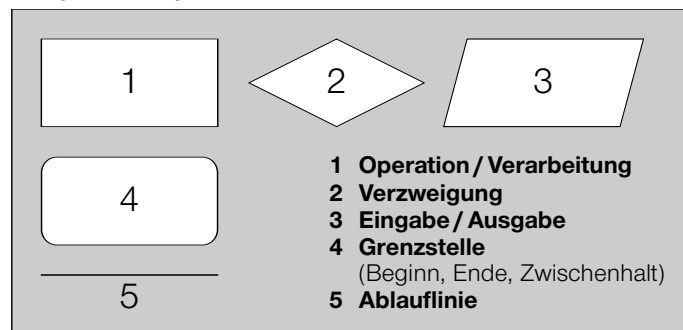 1
2
3
4
5
1 Operation / Verarbeitung
2 Verzweigung
3 Eingabe / Ausgabe
4 Grenzstelle
(Beginn, Ende, Zwischenhalt)
5 Ablauflinie